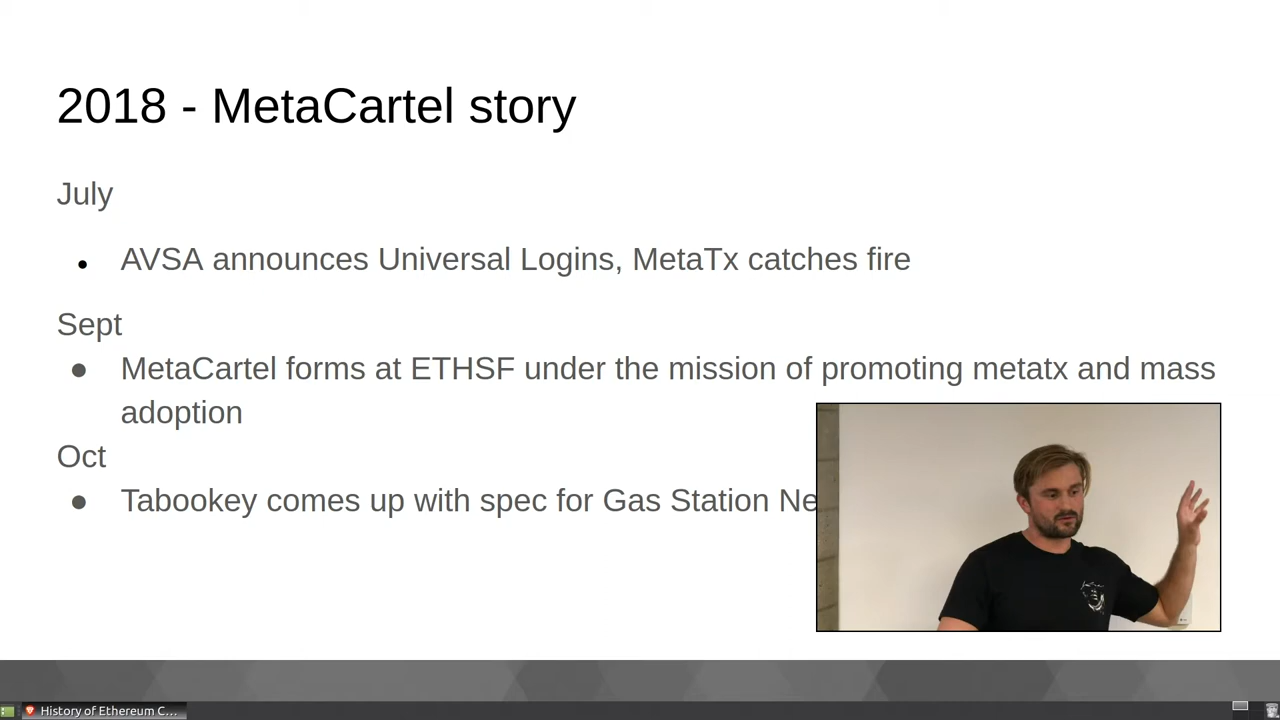 2018 - MetaCartel story
July
● AVSA announces Universal Logins, MetaTx catches fire
Sept
● MetaCartel forms at ETHSF under the mission of promoting metatx and mass
adoption
Oct
● Tabookey comes up with spec for Gas Station Ne
History of Ethereum C...